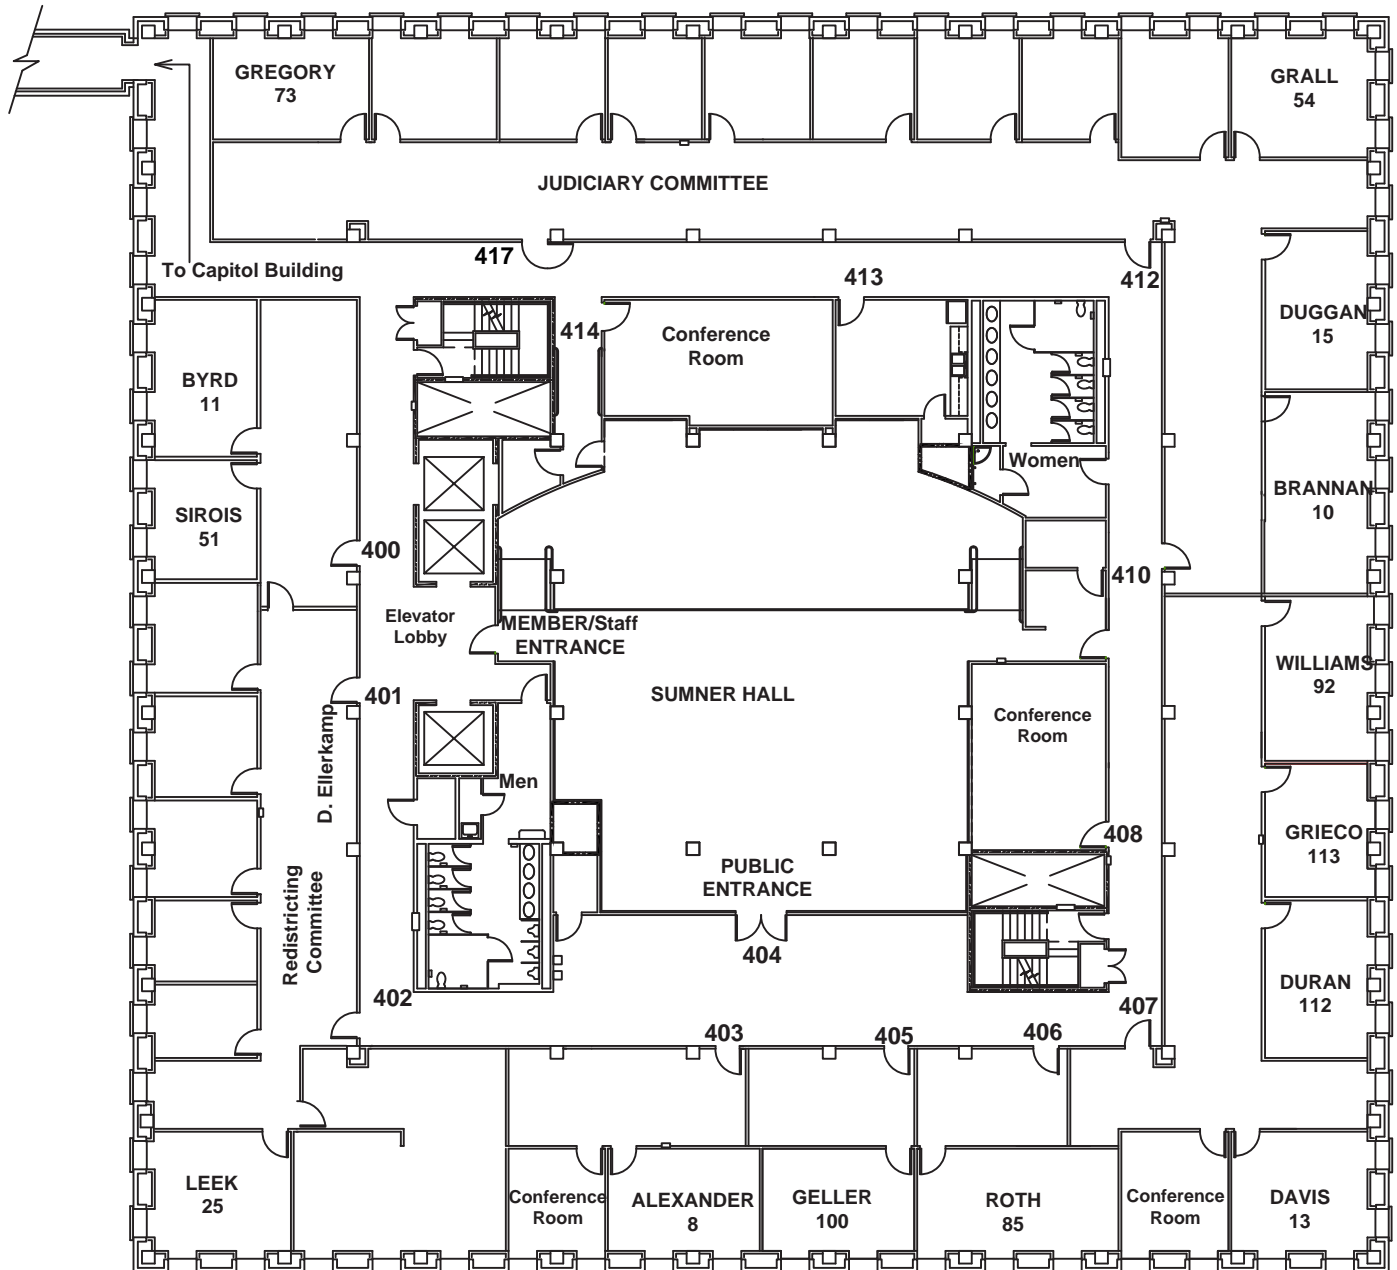 GREGORY
73
GRALL
54
JUDICIARY COMMITTEE
417
To Capitol Building
413
412
414
Conference
Room
DUGGAN
15
BYRD
11
Women
BRANNAN
10
SIROIS
51
400
410
Elevator
Lobby
MEMBER/Staff
ENTRANCE
WILLIAMS
92
401
SUMNER HALL
Conference
Room
D. Ellerkamp
Men
GRIECO
113
408
PUBLIC
ENTRANCE
Redistricting
Committee
404
DURAN
112
402
407
403
405
406
LEEK
25
Conference
Room
ALEXANDER
8
GELLER
100
ROTH
85
Conference
Room
DAVIS
13